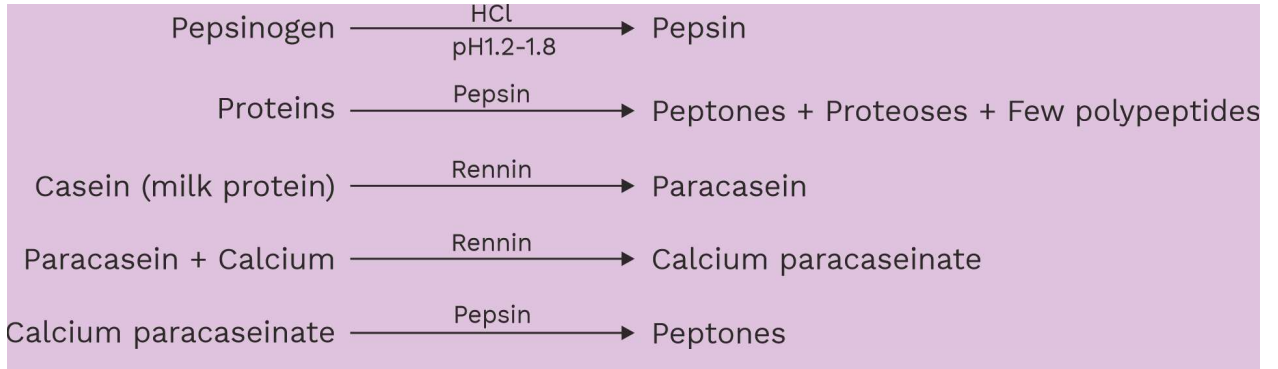 Pepsinogen HCl Pepsin
pH1.2-1.8
Proteins Pepsin Peptones + Proteoses + Few polypeptides
Casein (milk protein) Rennin Paracasein
Paracasein + Calcium Rennin Calcium paracaseinate
Calcium paracaseinate Pepsin Peptones